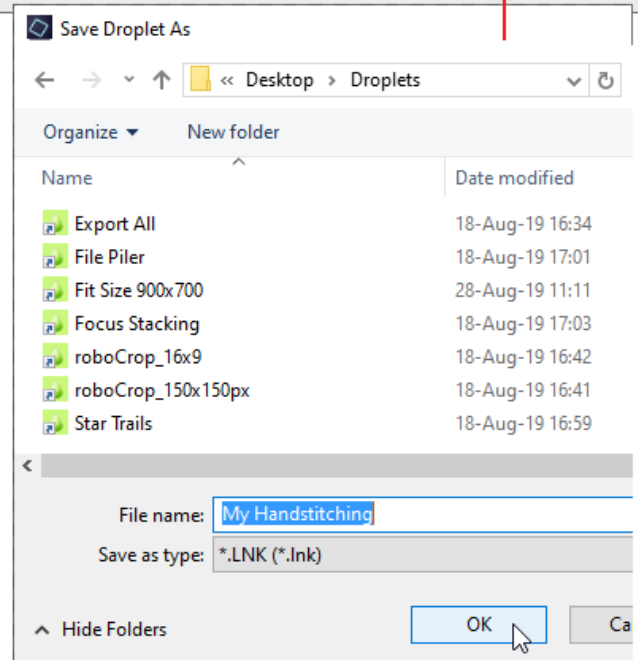 Save Droplet As
« Desktop > Droplets
Organize New folder
Name Date modified
Export All 18-Aug-19 16:34
File Piler 18-Aug-19 17:01
Fit Size 900x700 28-Aug-19 11:11
Focus Stacking 18-Aug-19 17:03
roboCrop_16x9 18-Aug-19 16:42
roboCrop_150x150px 18-Aug-19 16:41
Star Trails 18-Aug-19 16:59
File name: My Handstitching
Save as type: *.LNK (*.lnk)
Hide Folders OK Ca